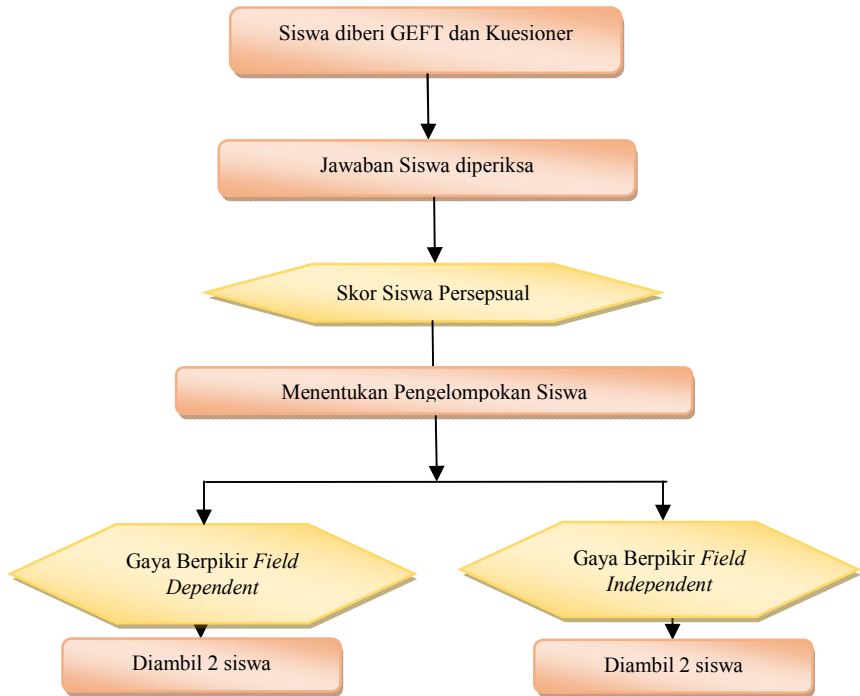 Siswa diberi GEFT dan Kuesioner
Jawaban Siswa diperiksa
Skor Siswa Persepsual
Menentukan Pengelompokan Siswa
Gaya Berpikir Field
Dependent
Gaya Berpikir Field
Independent
Diambil 2 siswa
Diambil 2 siswa